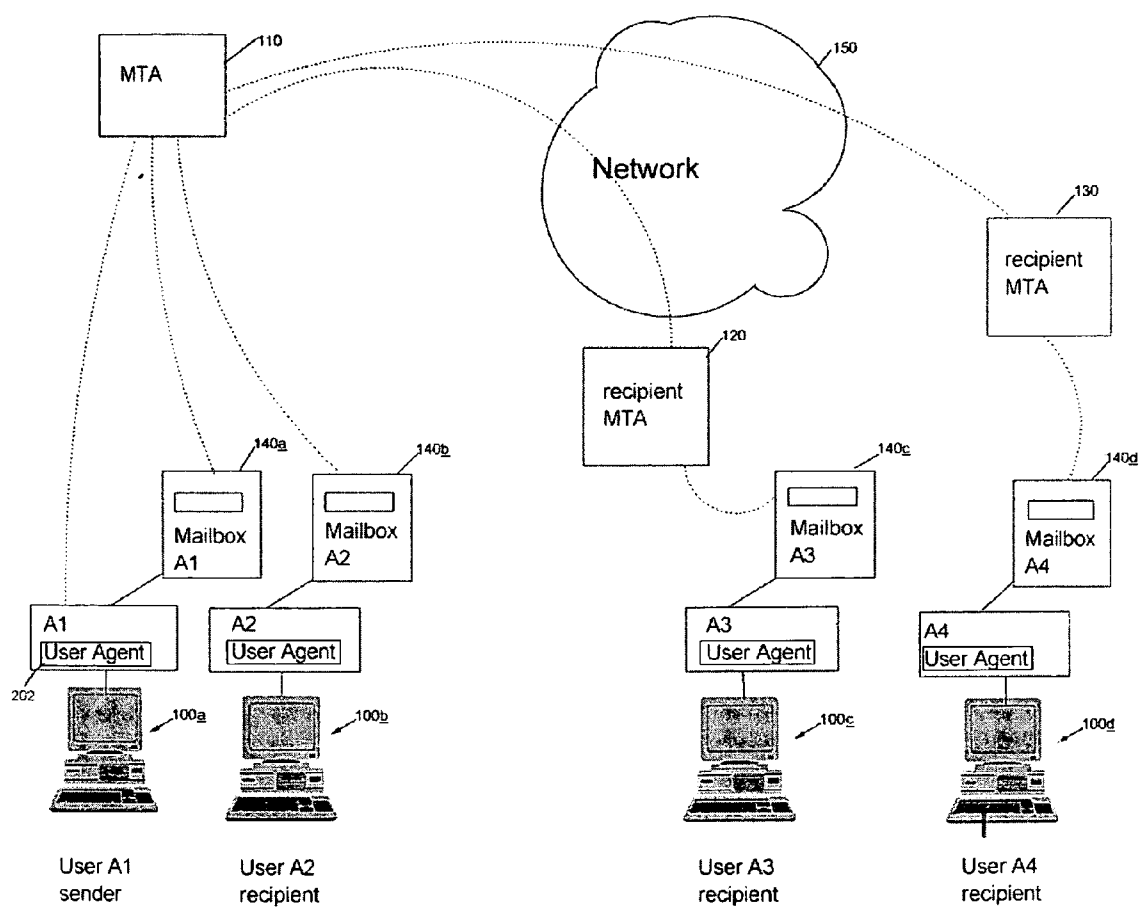 110
MTA
150
Network
130
recipient
MTA
120
recipient
MTA
140a
Mailbox
A1
140b
Mailbox
A2
140c
Mailbox
A3
140d
Mailbox
A4
A1
User Agent
A2
User Agent
A3
User Agent
A4
User Agent
202
100a
100b
100c
100d
User A1
sender
User A2
recipient
User A3
recipient
User A4
recipient